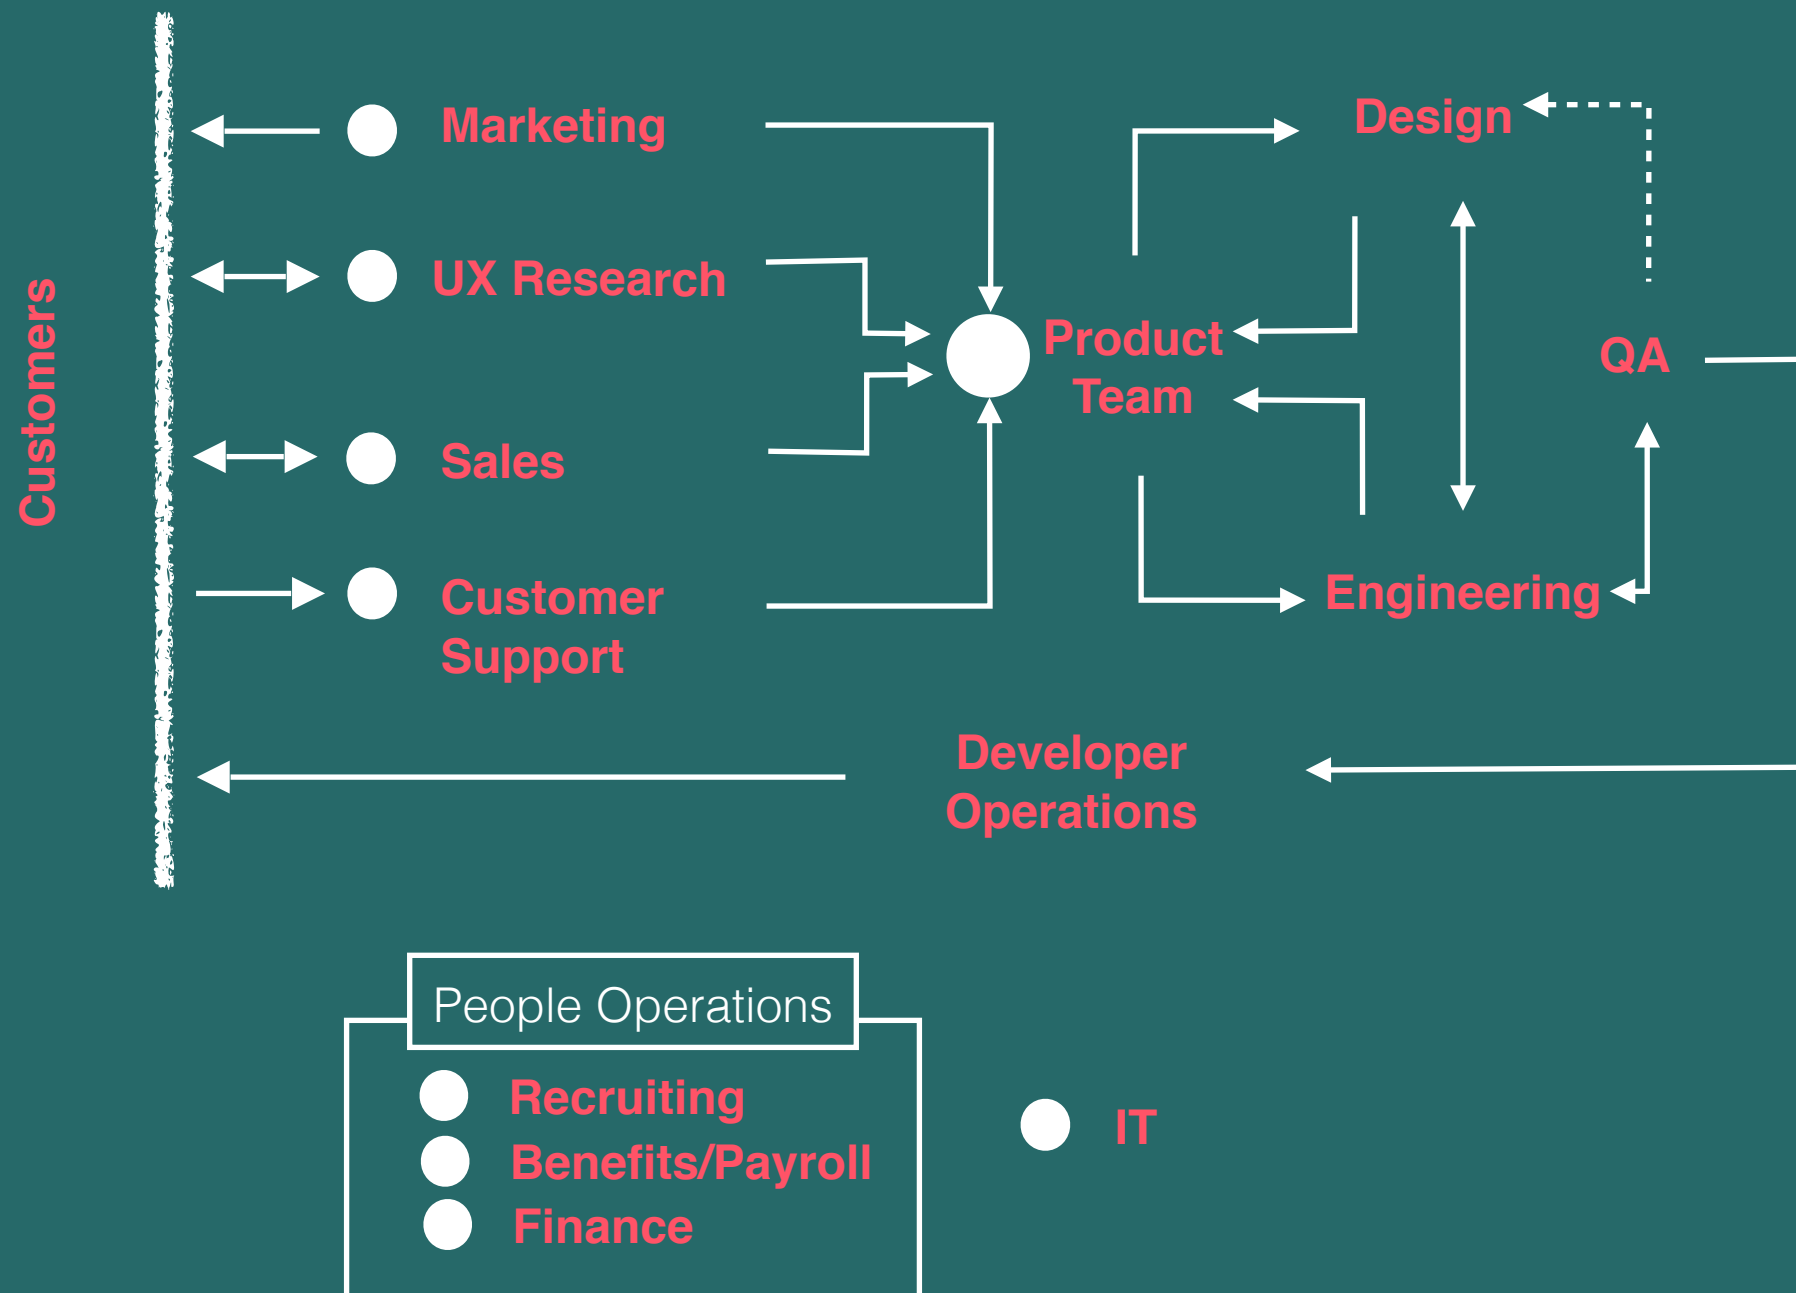 Customers
Marketing
UX Research
Sales
Customer
Support
Product
Team
Design
QA
Engineering
Developer
Operations
People Operations
Recruiting
Benefits/Payroll
Finance
IT